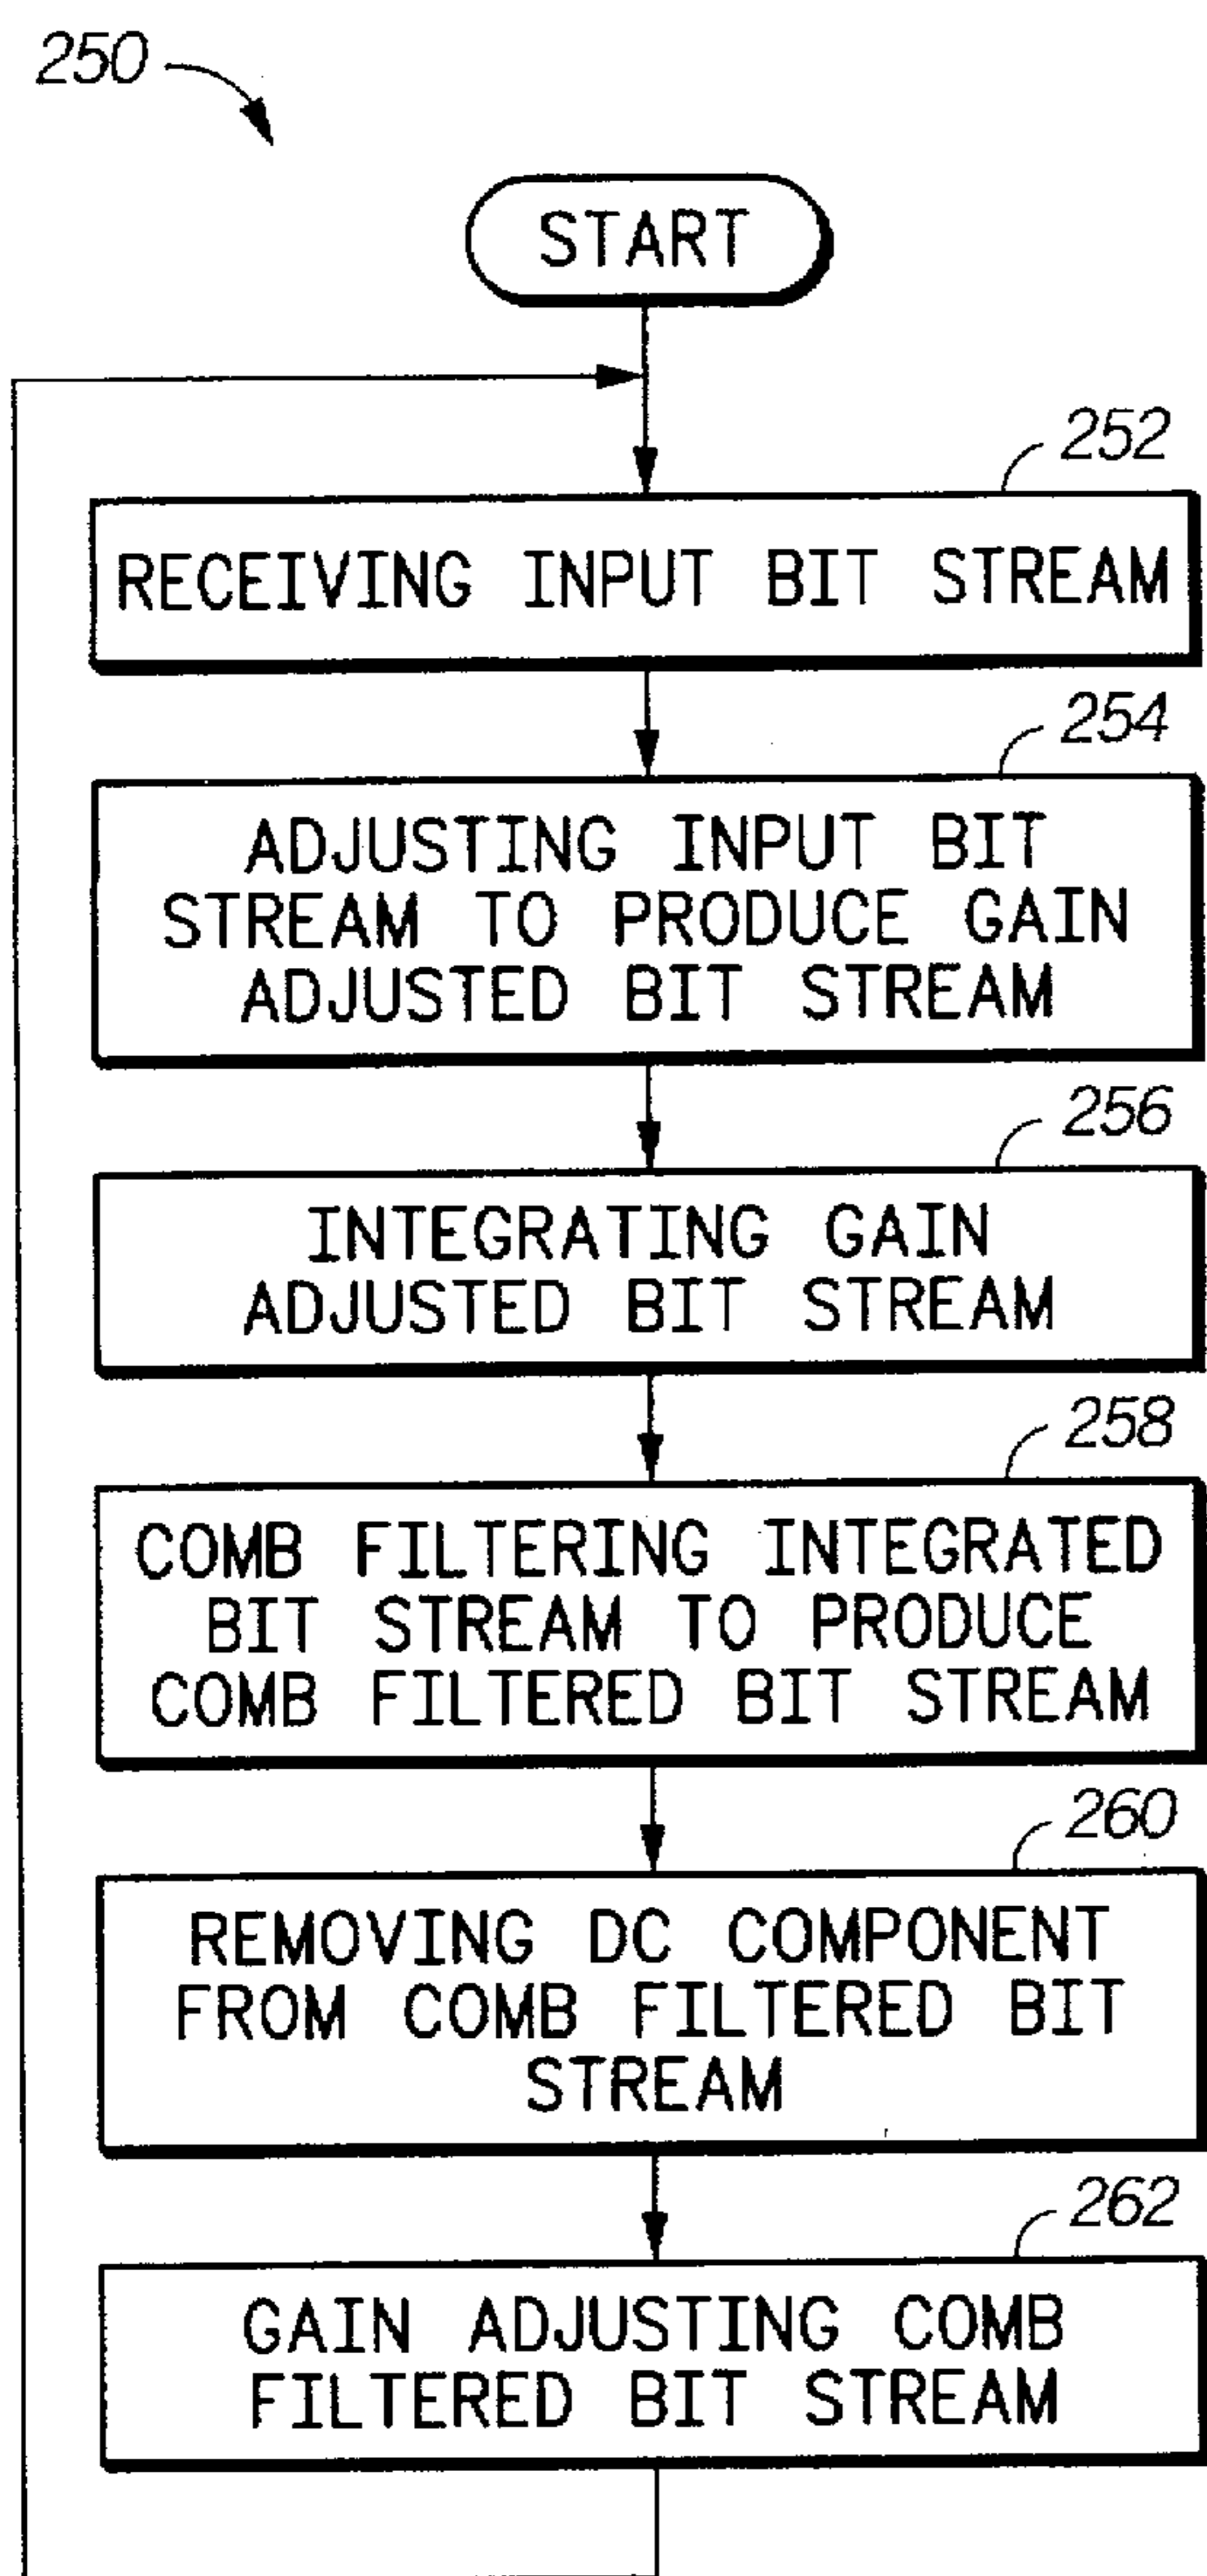 250
START
252
RECEIVING INPUT BIT STREAM
254
ADJUSTING INPUT BIT
STREAM TO PRODUCE GAIN
ADJUSTED BIT STREAM
256
INTEGRATING GAIN
ADJUSTED BIT STREAM
258
COMB FILTERING INTEGRATED
BIT STREAM TO PRODUCE
COMB FILTERED BIT STREAM
260
REMOVING DC COMPONENT
FROM COMB FILTERED BIT
STREAM
262
GAIN ADJUSTING COMB
FILTERED BIT STREAM